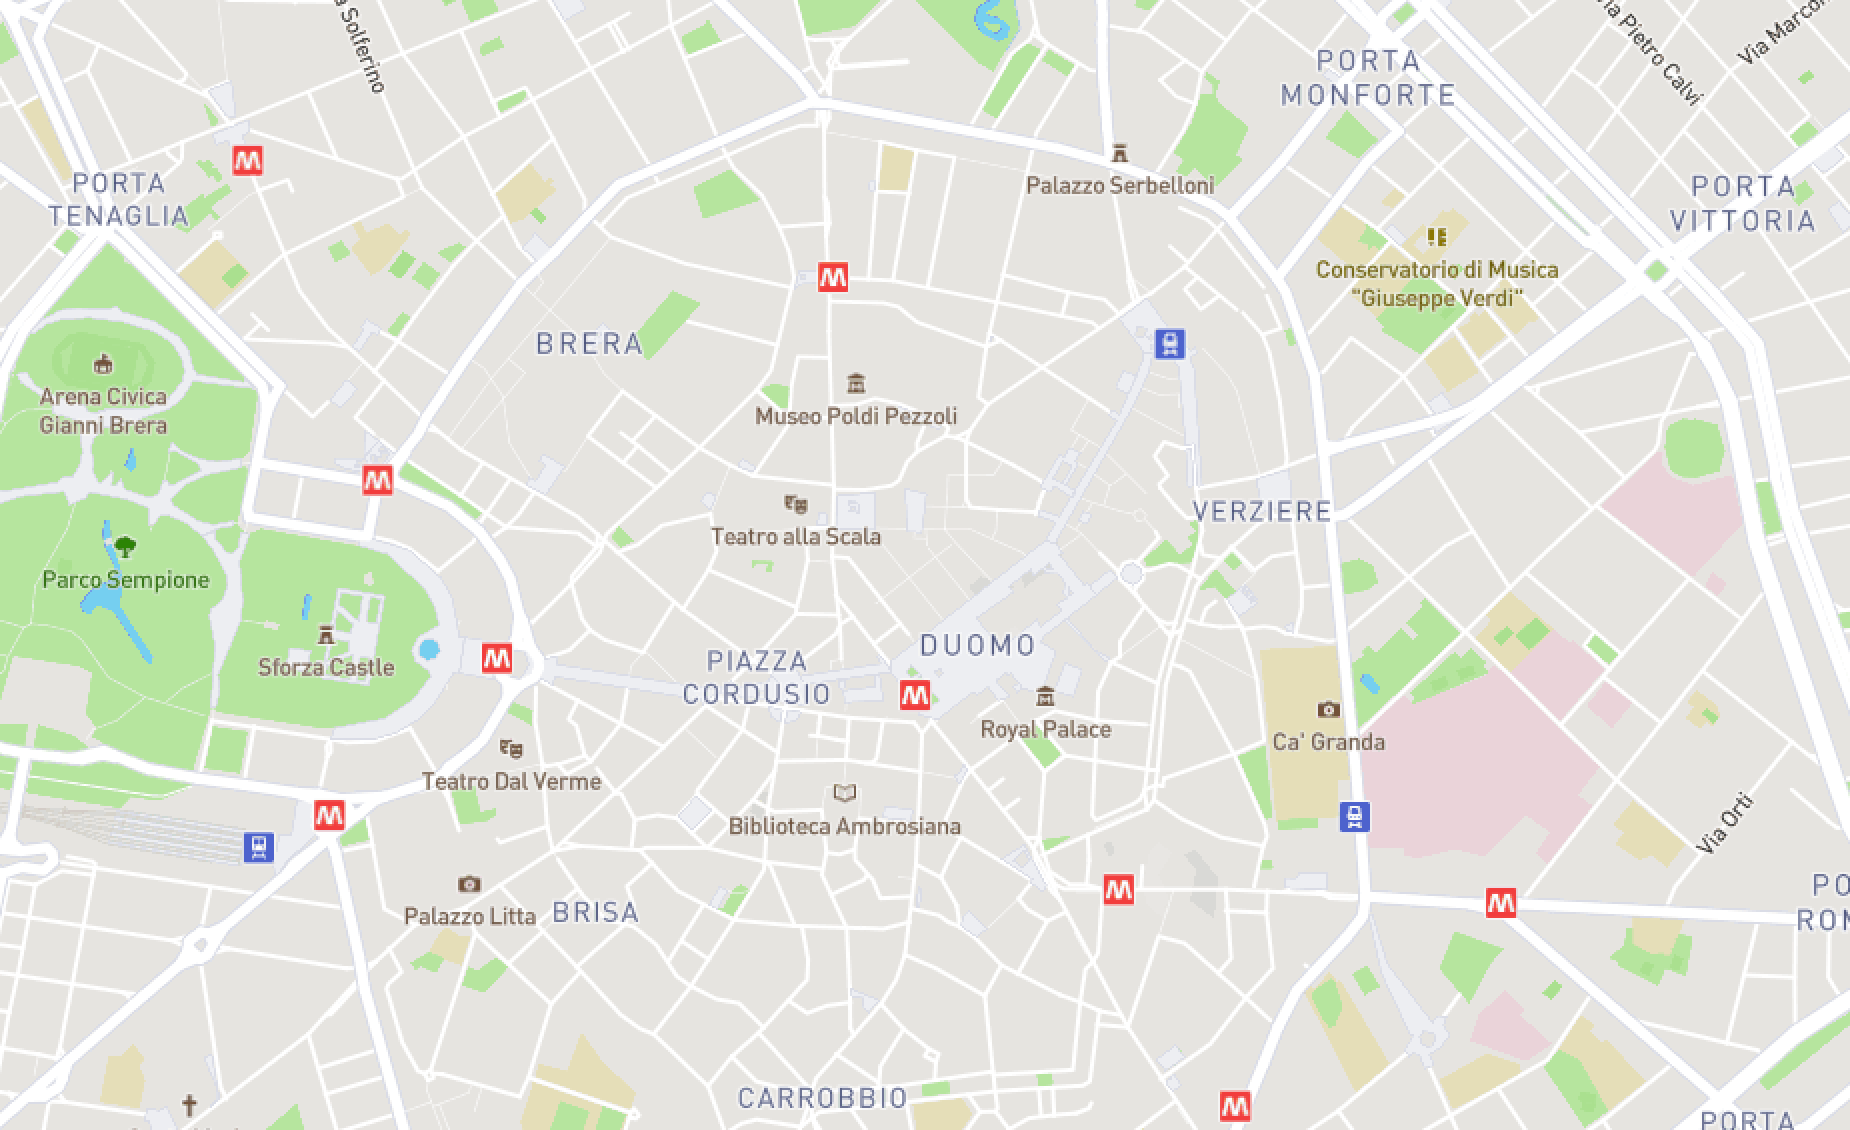 a Solferino
PORTA
MONFORTE
Via Pietro Calvi
Via Marcon
M
PORTA
TENAGLIA
Palazzo Serbelloni
PORTA
VITTORIA
Conservatorio di Musica
"Giuseppe Verdi"
M
BRERA
Arena Civica
Gianni Brera
Museo Poldi Pezzoli
M
Teatro alla Scala
VERZIERE
Parco Sempione
Sforza Castle
M
PIAZZA
CORDUSIO
DUOMO
M
Royal Palace
Ca' Granda
Teatro Dal Verme
M
Biblioteca Ambrosiana
Via Orti
Palazzo Litta
BRISA
M
M
PO
ROM
CARROBBIO
M
PORTA